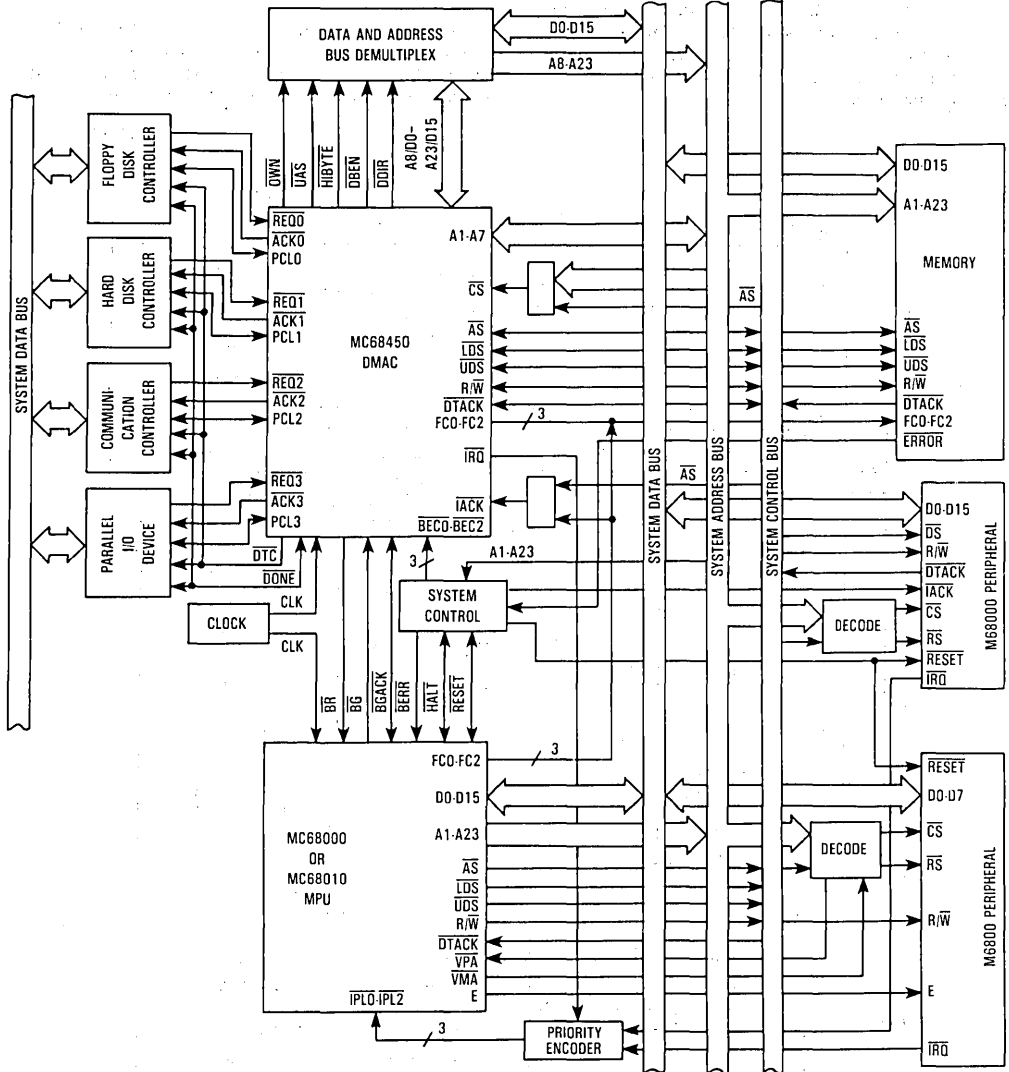 DATA AND ADDRESS
BUS DEMULTIPLEX
D0-D15
A8-A23
OWN
UAS
HIBYTE
DBEN
DDIR
A8/D0-
A23/D15
SYSTEM DATA BUS
FLOPPY
DISK
CONTROLLER
HARD
DISK
CONTROLLER
COMMUNI-
CATION
CONTROLLER
PARALLEL
I/O
DEVICE
REQ0
ACK0
PCL0
REQ1
ACK1
PCL1
REQ2
ACK2
PCL2
REQ3
ACK3
PCL3
DTC
DONE
MC68450
DMAC
A1-A7
CS
AS
LDS
UDS
R/W
DTACK
FC0-FC2
3
IRQ
IACK
BEC0-BEC2
AS
AS
SYSTEM DATA BUS
SYSTEM ADDRESS BUS
SYSTEM CONTROL BUS
MEMORY
D0-D15
A1-A23
AS
LDS
UDS
R/W
DTACK
FC0-FC2
ERROR
M68000 PERIPHERAL
D0-D15
DS
R/W
DTACK
IACK
CS
RS
RESET
IRQ
DECODE
3
A1-A23
SYSTEM
CONTROL
CLOCK
CLK
CLK
BR
BG
BGACK
BERR
HALT
RESET
MC68000
OR
MC68010
MPU
FC0-FC2
3
D0-D15
A1-A23
AS
LDS
UDS
R/W
DTACK
VPA
VMA
E
IPL0-IPL2
3
PRIORITY
ENCODER
DECODE
M6800 PERIPHERAL
RESET
D0-D7
CS
RS
R/W
E
IRQ